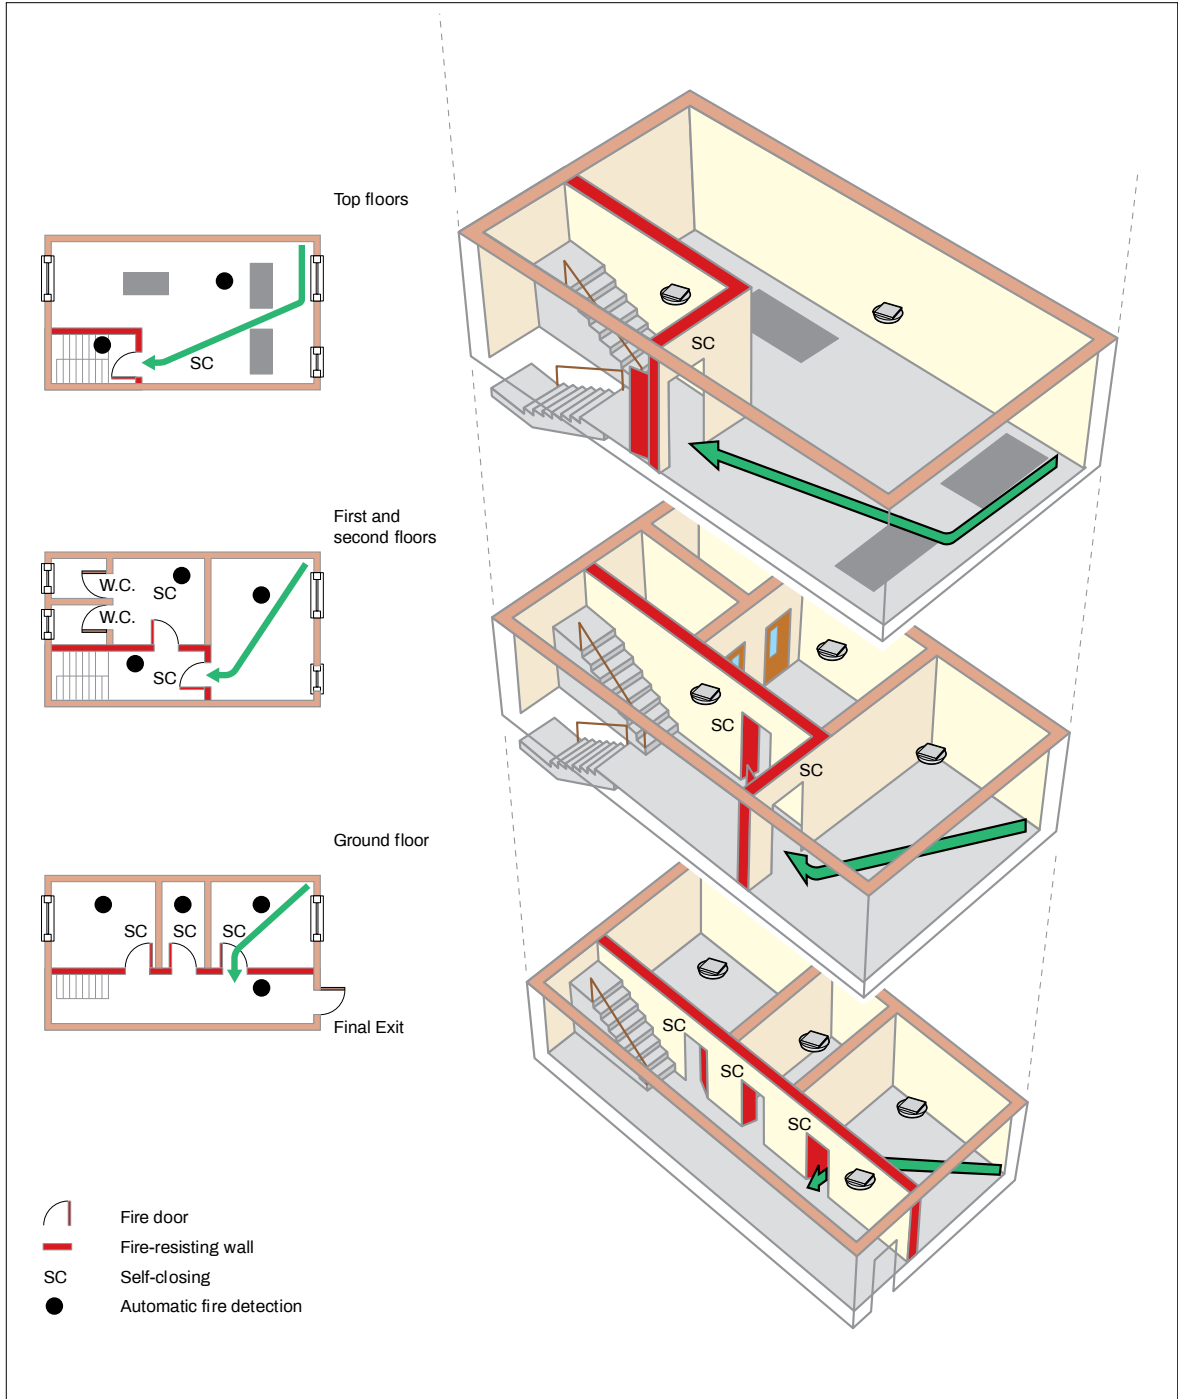 Top floors
SC
SC
First and
second floors
W.C.
SC
W.C.
SC
SC
SC
Ground floor
SC
SC
SC
Final Exit
SC
SC
SC
Fire door
Fire-resisting wall
SC
Self-closing
Automatic fire detection